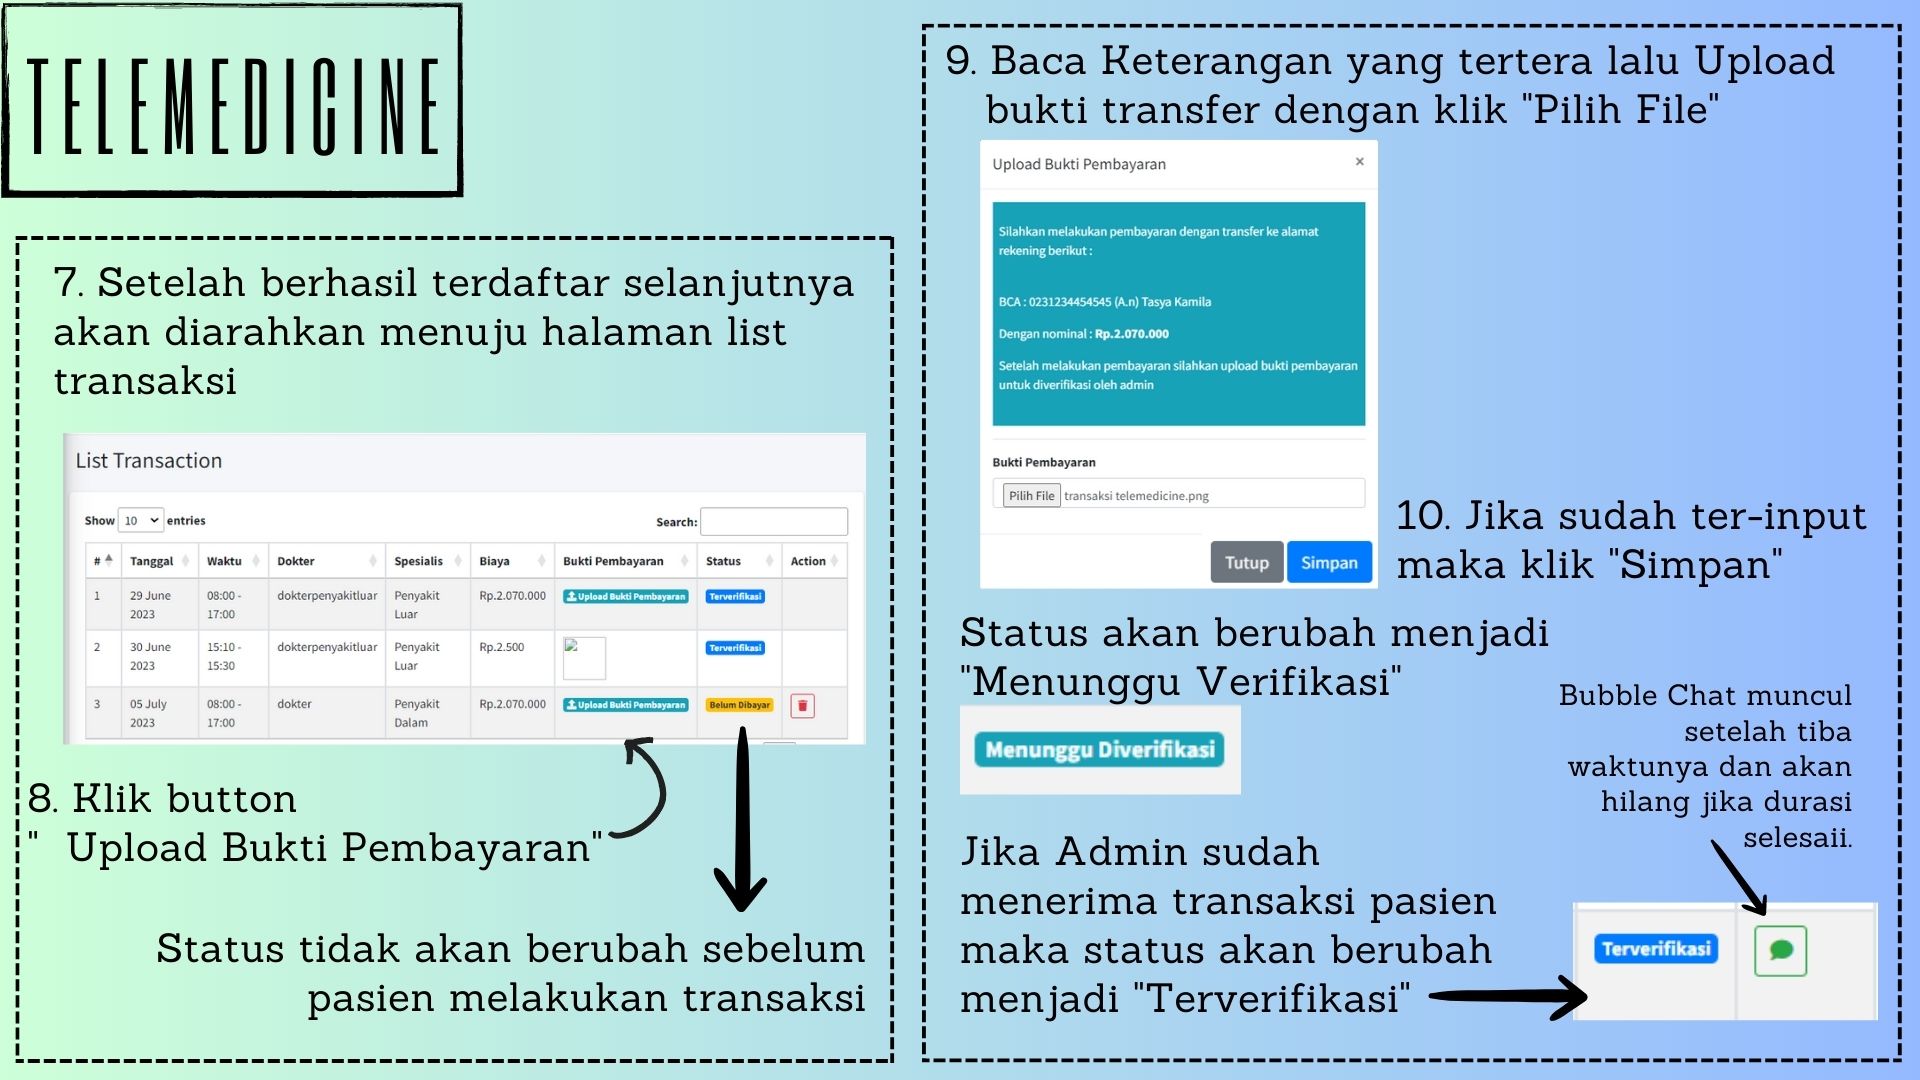 TELEMEDICINE
7. Setelah berhasil terdaftar selanjutnya
akan diarahkan menuju halaman list
transaksi
List Transaction
Show 10 entries
Search:
# Tanggal Waktu Dokter Spesialis Biaya Bukti Pembayaran Status Action
1 29 June 2023 08:00 - 17:00 dokterpenyakitluar Penyakit Luar Rp.2.070.000 Upload Bukti Pembayaran Terverifikasi
2 30 June 2023 15:10 - 15:30 dokterpenyakitluar Penyakit Luar Rp.2.500 Terverifikasi
3 05 July 2023 08:00 - 17:00 dokter Penyakit Dalam Rp.2.070.000 Upload Bukti Pembayaran Belum Dibayar
8. Klik button
" Upload Bukti Pembayaran"
Status tidak akan berubah sebelum
pasien melakukan transaksi
9. Baca Keterangan yang tertera lalu Upload
bukti transfer dengan klik "Pilih File"
Upload Bukti Pembayaran ×
Silahkan melakukan pembayaran dengan transfer ke alamat
rekening berikut :
BCA : 0231234454545 (A.n) Tasya Kamila
Dengan nominal : Rp.2.070.000
Setelah melakukan pembayaran silahkan upload bukti pembayaran
untuk diverifikasi oleh admin
Bukti Pembayaran
Pilih File transaksi telemedicine.png
Tutup Simpan
10. Jika sudah ter-input
maka klik "Simpan"
Status akan berubah menjadi
"Menunggu Verifikasi"
Menunggu Diverifikasi
Bubble Chat muncul
setelah tiba
waktunya dan akan
hilang jika durasi
selesaii.
Jika Admin sudah
menerima transaksi pasien
maka status akan berubah
menjadi "Terverifikasi"
Terverifikasi